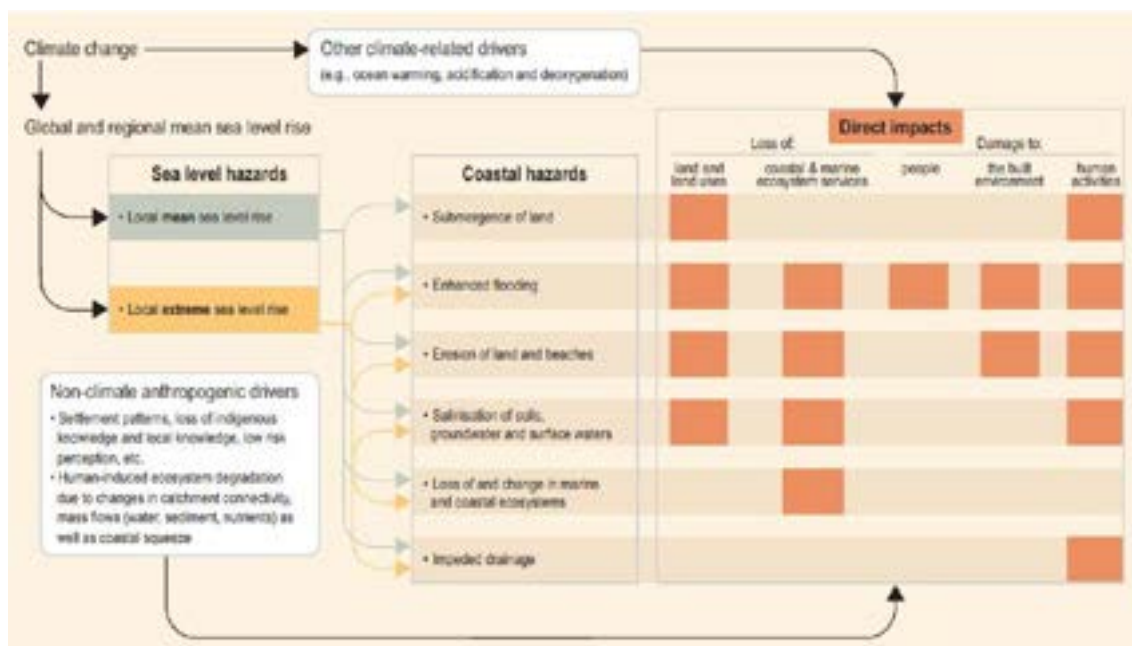 Climate change
Other climate-related drivers
(e.g., ocean warming, acidification and deoxygenation)
Global and regional mean sea level rise
Direct impacts
Loss of:
Damage to:
Sea level hazards
Coastal hazards
land and
land uses
coastal & marine
ecosystem services
people
the built
environment
human
activities
• Local mean sea level rise
• Submergence of land
• Enhanced flooding
• Local extreme sea level rise
• Erosion of land and beaches
Non-climate anthropogenic drivers
• Settlement patterns, loss of indigenous
knowledge and local knowledge, low risk
perception, etc.
• Human-induced ecosystem degradation
due to changes in catchment connectivity,
mass flows (water, sediment, nutrients) as
well as coastal squeeze
• Salinisation of soils,
groundwater and surface waters
• Loss of and change in marine
and coastal ecosystems
• Impeded drainage